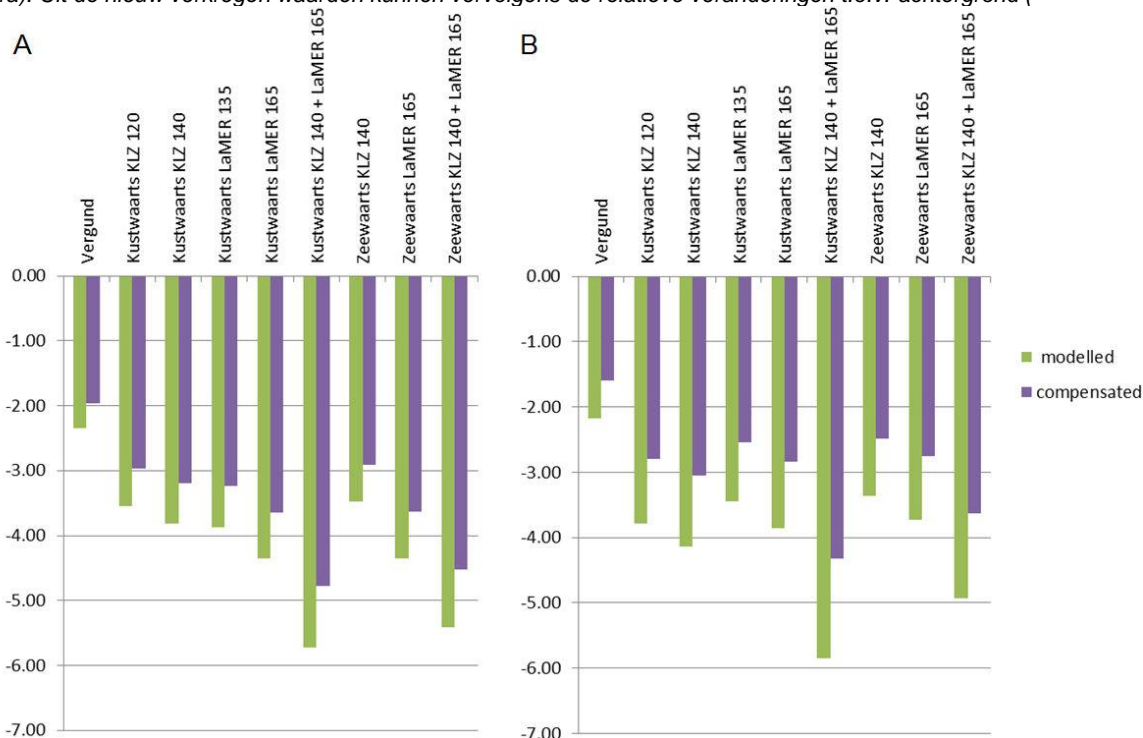 A
B
Vergund
Kustwaarts KLZ 120
Kustwaarts KLZ 140
Kustwaarts LaMER 135
Kustwaarts LaMER 165
Kustwaarts KLZ 140 + LaMER 165
Zeewaarts KLZ 140
Zeewaarts LaMER 165
Zeewaarts KLZ 140 + LaMER 165
0.00
-1.00
-2.00
-3.00
-4.00
-5.00
-6.00
-7.00
Vergund
Kustwaarts KLZ 120
Kustwaarts KLZ 140
Kustwaarts LaMER 135
Kustwaarts LaMER 165
Kustwaarts KLZ 140 + LaMER 165
Zeewaarts KLZ 140
Zeewaarts LaMER 165
Zeewaarts KLZ 140 + LaMER 165
0.00
-1.00
-2.00
-3.00
-4.00
-5.00
-6.00
-7.00
modelled
compensated